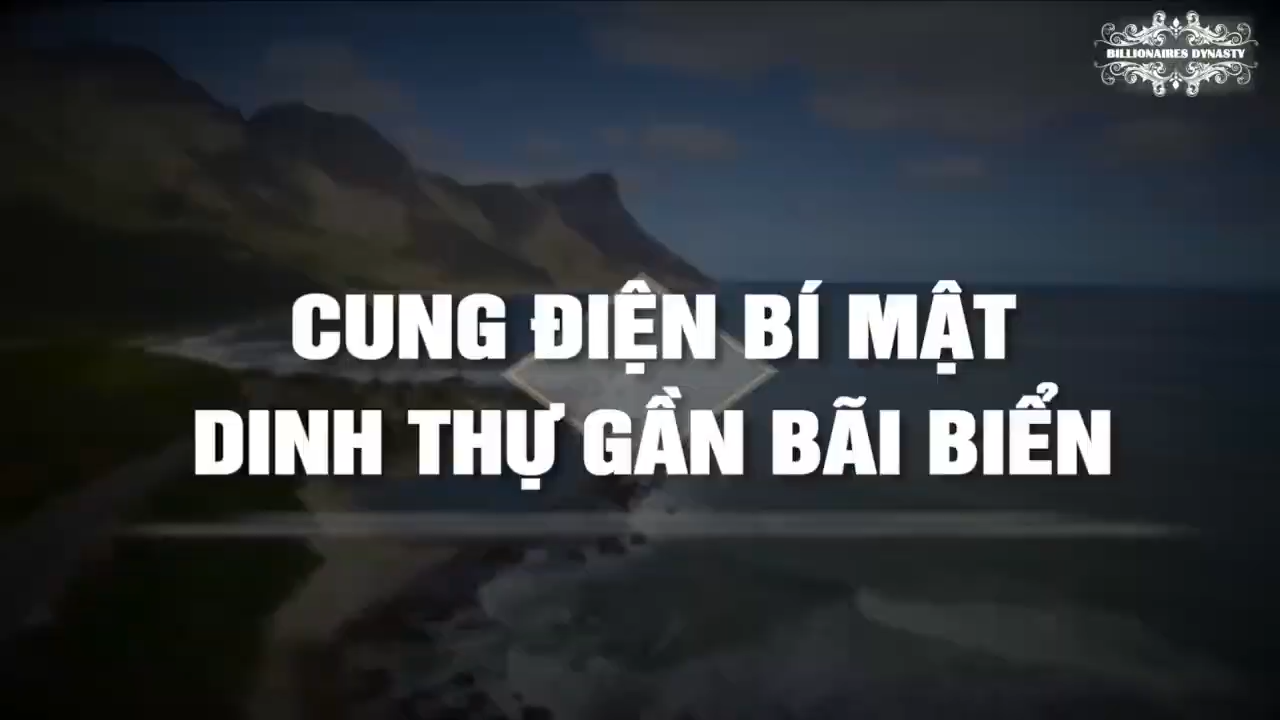 BILLIONAIRES DYNASTY
CUNG ĐIỆN BÍ MẬT
DINH THỰ GẦN BÃI BIỂN